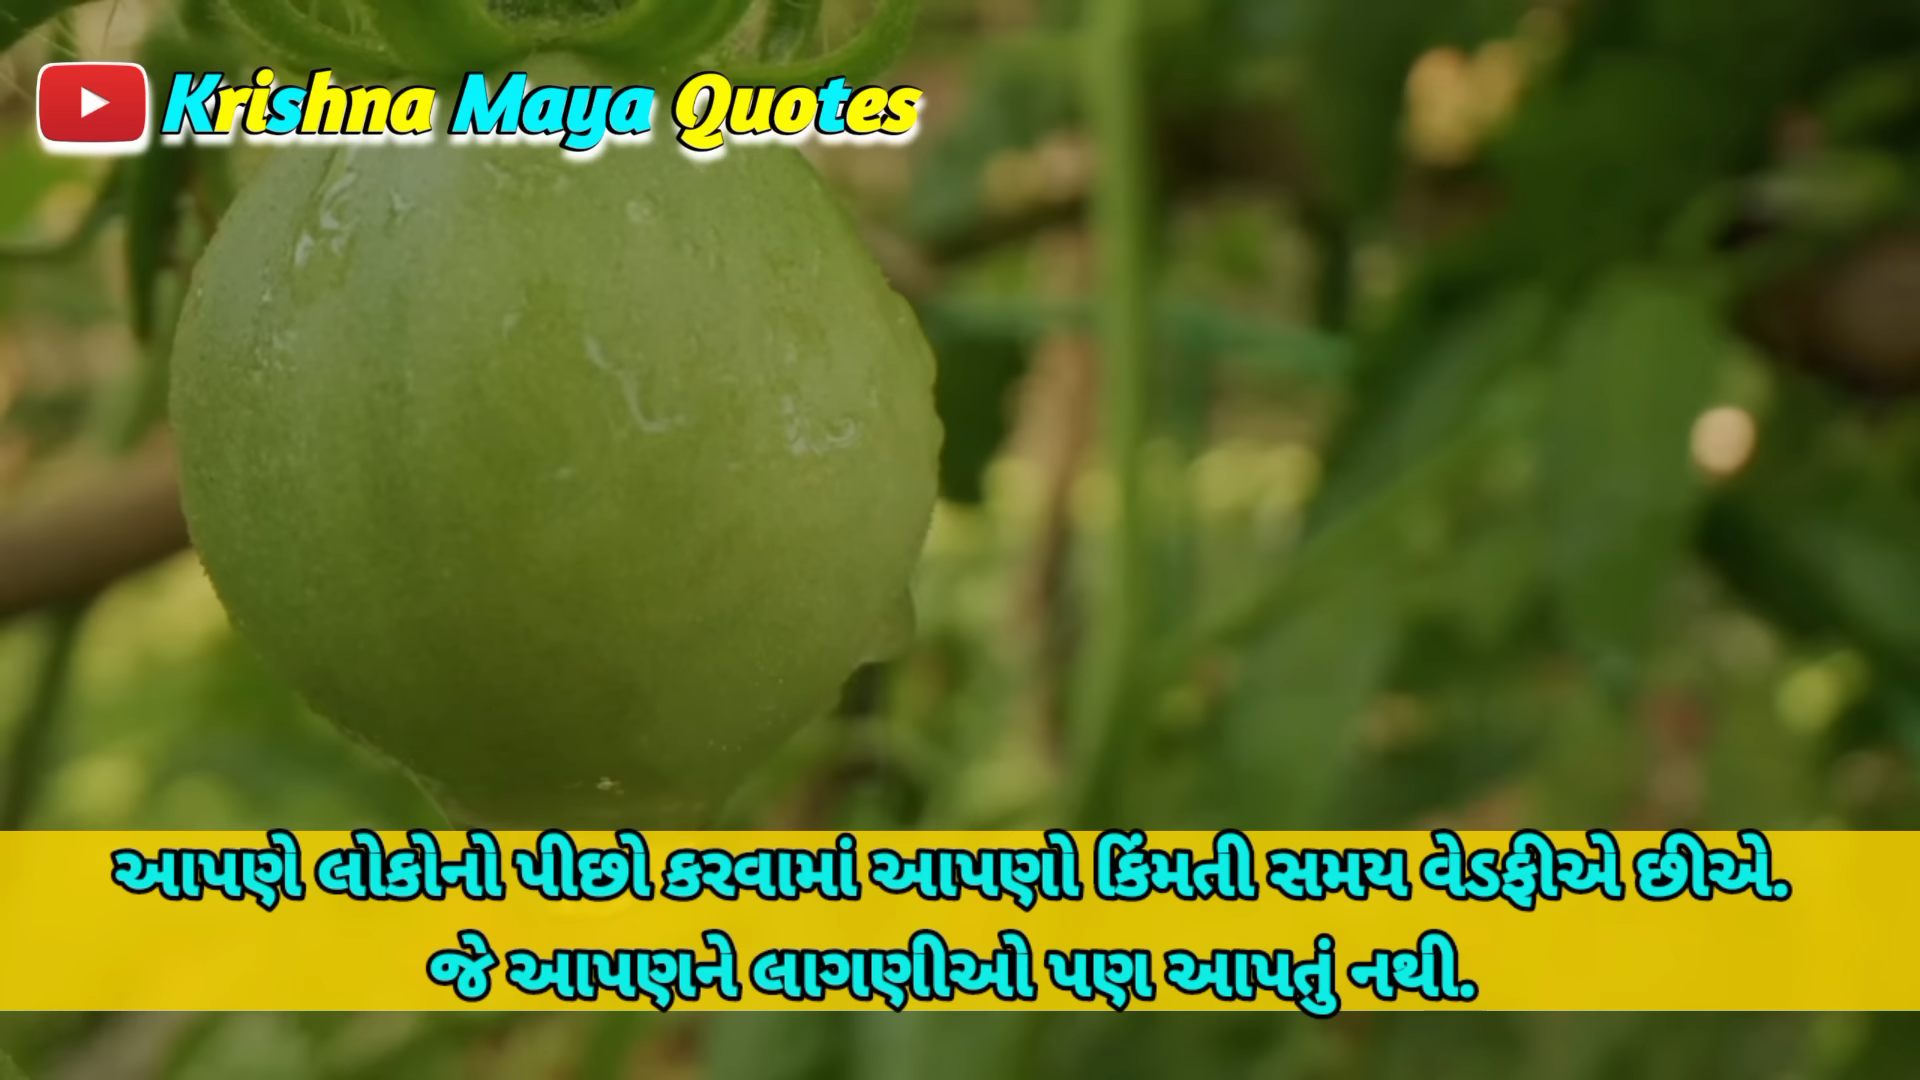 Krishna Maya Quotes
આપણે લોકોનો પીછો કરવામાં આપણો કિંમતી સમય વેડફીએ છીએ.
જે આપણને લાગણીઓ પણ આપતું નથી.